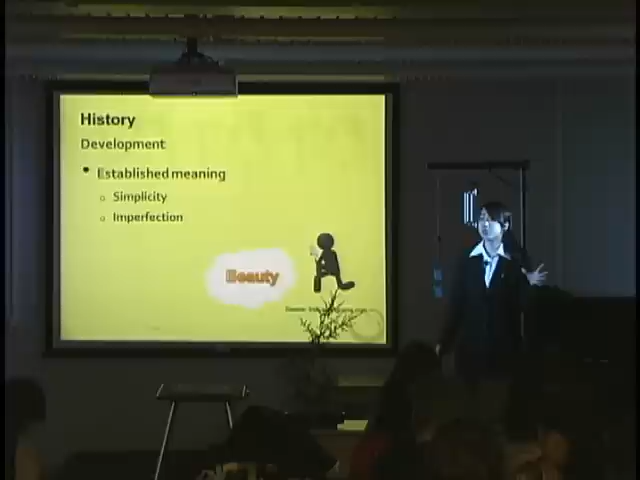 History
Development
• Established meaning
Simplicity
Imperfection
Beauty